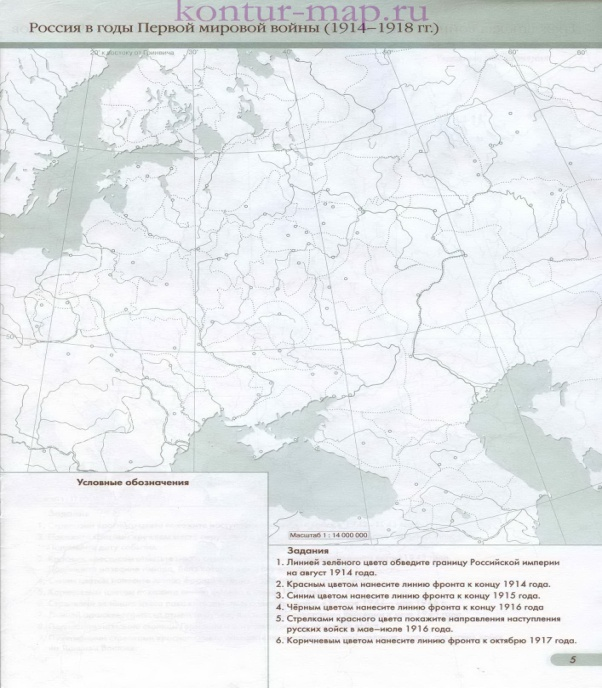 kontur-map.ru
Россия в годы Первой мировой войны (1914–1918 гг.)
Условные обозначения
Масштаб 1 : 14 000 000
Задания
1. Линией зелёного цвета обведите границу Российской империи
на август 1914 года.
2. Красным цветом нанесите линию фронта к концу 1914 года.
3. Синим цветом нанесите линию фронта к концу 1915 года.
4. Чёрным цветом нанесите линию фронта к концу 1916 года
5. Стрелками красного цвета покажите направления наступления
русских войск в мае–июле 1916 года.
6. Коричневым цветом нанесите линию фронта к октябрю 1917 года.
5